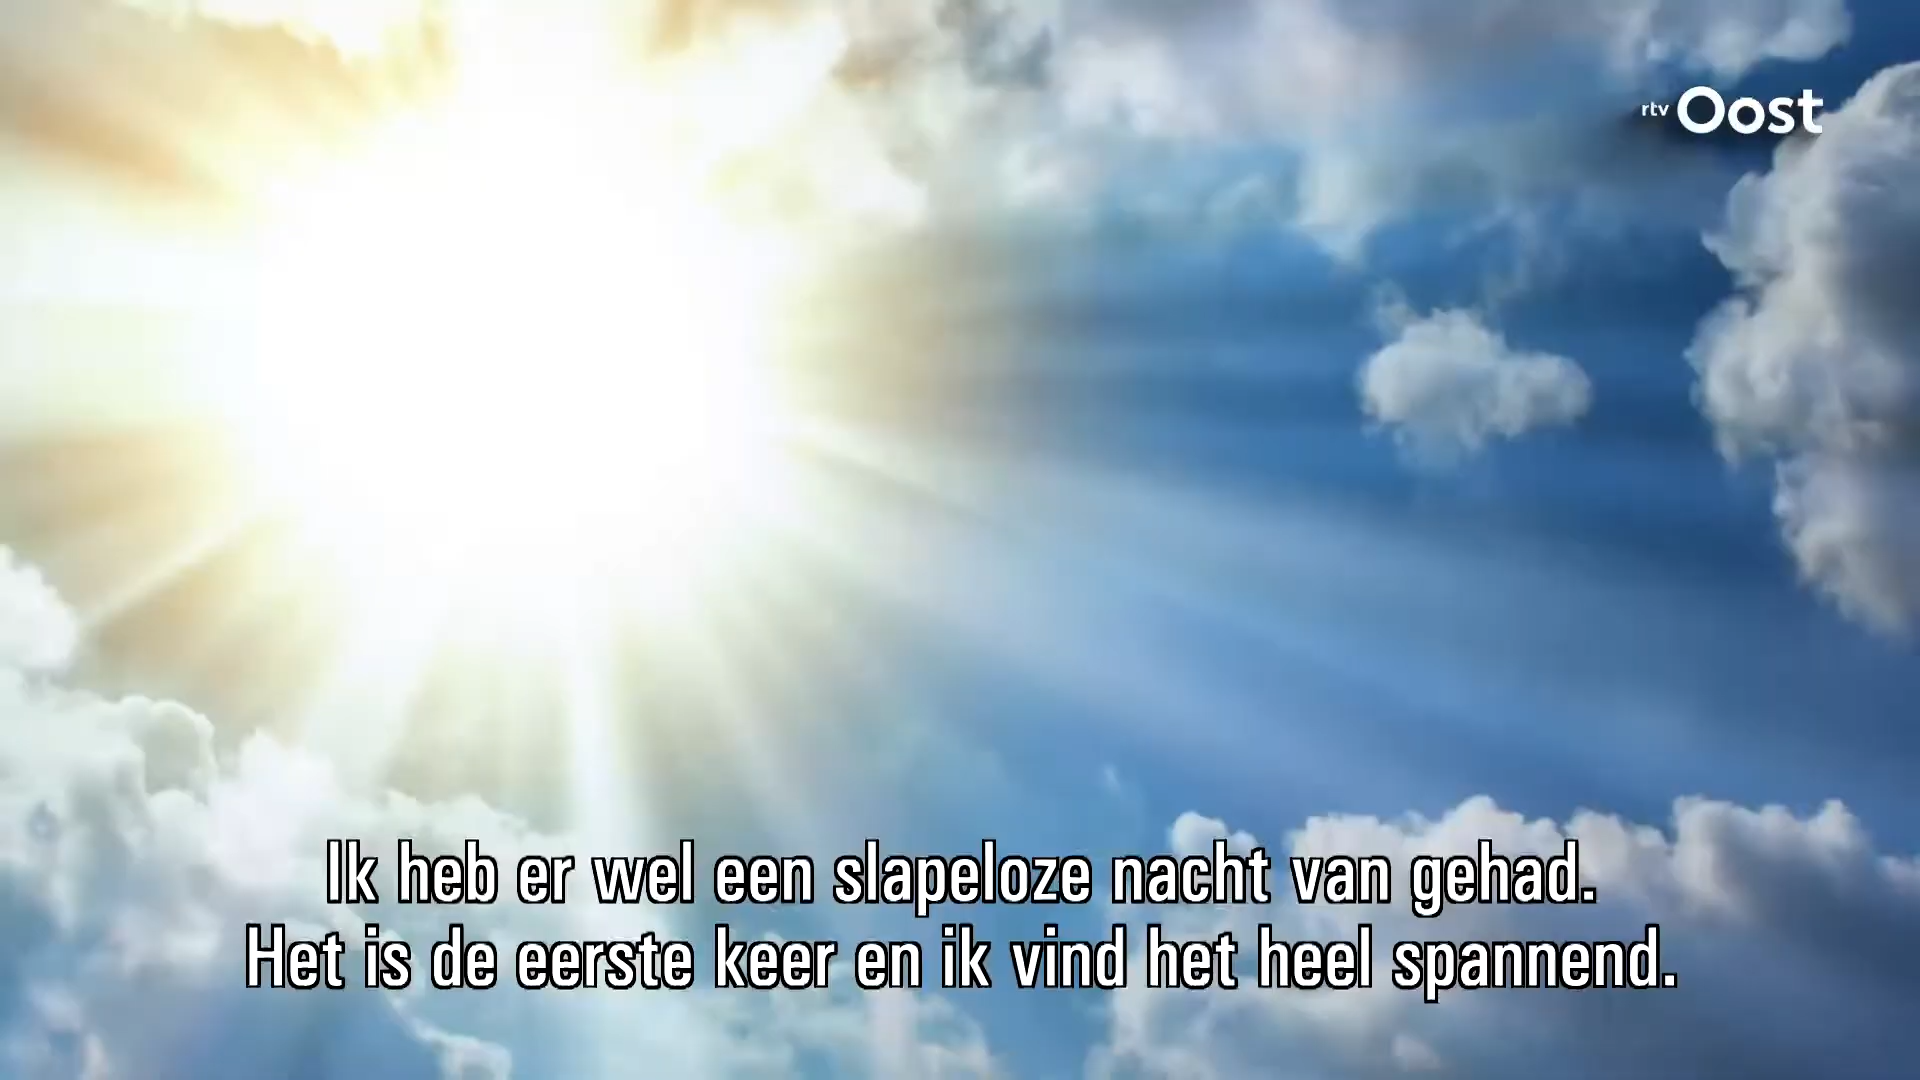 rtv Oost
Ik heb er wel een slapeloze nacht van gehad.
Het is de eerste keer en ik vind het heel spannend.